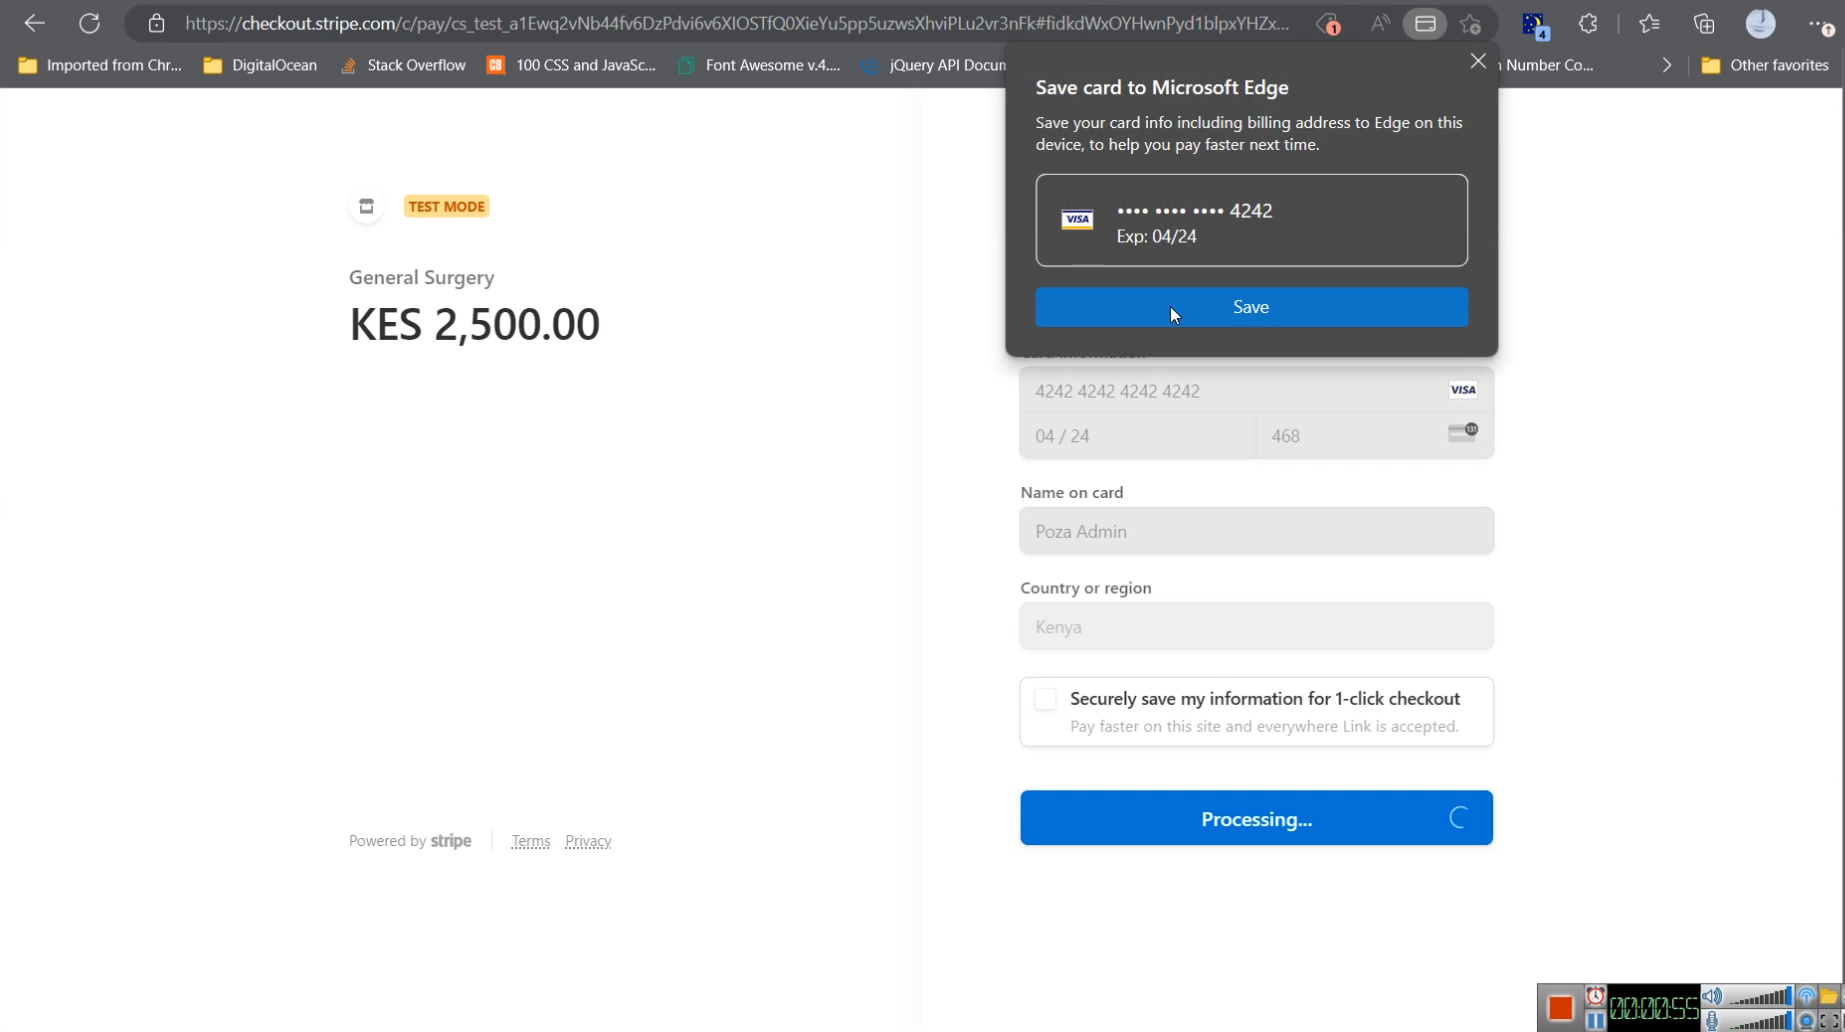 https://checkout.stripe.com/c/pay/cs_test_a1Ewq2vNb44fv6DzPdvi6v6XIOSTfQ0XieYu5pp5uzwsXhviPLu2vr3nFk#fidkdWxOYHwnPyd1blpxYHZx...
1
4
Imported from Chr...
DigitalOcean
Stack Overflow
100 CSS and JavaSc...
Font Awesome v.4....
jQuery API Docum
Number Co...
Other favorites
Save card to Microsoft Edge
Save your card info including billing address to Edge on this
device, to help you pay faster next time.
VISA
•••• •••• •••• 4242
Exp: 04/24
Save
TEST MODE
General Surgery
KES 2,500.00
4242 4242 4242 4242
VISA
04 / 24
468
135
Name on card
Poza Admin
Country or region
Kenya
Securely save my information for 1-click checkout
Pay faster on this site and everywhere Link is accepted.
Processing...
Powered by stripe
Terms
Privacy
00:00:55